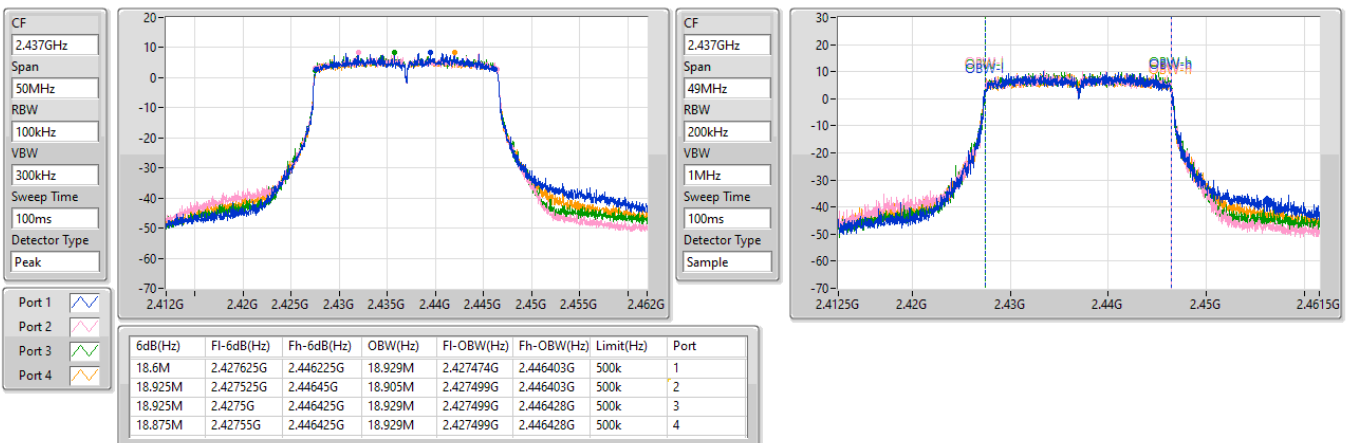 CF
2.437GHz
Span
50MHz
RBW
100kHz
VBW
300kHz
Sweep Time
100ms
Detector Type
Peak
20
10
0
-10
-20
-30
-40
-50
-60
-70
2.412G 2.42G 2.425G 2.43G 2.435G 2.44G 2.445G 2.45G 2.455G 2.462G
CF
2.437GHz
Span
49MHz
RBW
200kHz
VBW
1MHz
Sweep Time
100ms
Detector Type
Sample
30
20
10
0
-10
-20
-30
-40
-50
-60
-70
OBW-l OBW-h
2.4125G 2.42G 2.43G 2.44G 2.45G 2.4615G
Port 1
Port 2
Port 3
Port 4
6dB(Hz) Fl-6dB(Hz) Fh-6dB(Hz) OBW(Hz) Fl-OBW(Hz) Fh-OBW(Hz) Limit(Hz) Port
18.6M 2.427625G 2.446225G 18.929M 2.427474G 2.446403G 500k 1
18.925M 2.427525G 2.44645G 18.905M 2.427499G 2.446403G 500k 2
18.925M 2.4275G 2.446425G 18.929M 2.427499G 2.446428G 500k 3
18.875M 2.42755G 2.446425G 18.929M 2.427499G 2.446428G 500k 4